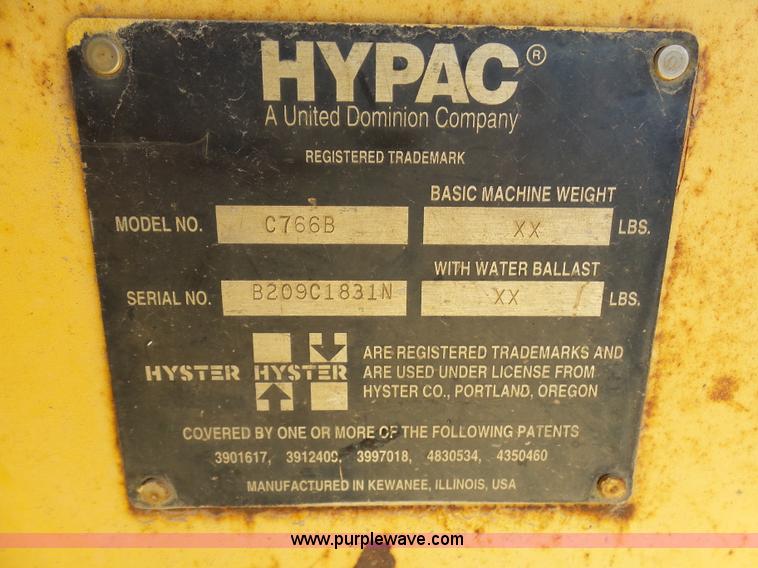 HYPAC®
A United Dominion Company
REGISTERED TRADEMARK
BASIC MACHINE WEIGHT
MODEL NO. C766B XX LBS.
WITH WATER BALLAST
SERIAL NO. B209C1831N XX LBS.
HYSTER HYSTER
ARE REGISTERED TRADEMARKS AND
ARE USED UNDER LICENSE FROM
HYSTER CO., PORTLAND, OREGON
COVERED BY ONE OR MORE OF THE FOLLOWING PATENTS
3901617, 3912409, 3997018, 4830534, 4350460
MANUFACTURED IN KEWANEE, ILLINOIS, USA
www.purplewave.com